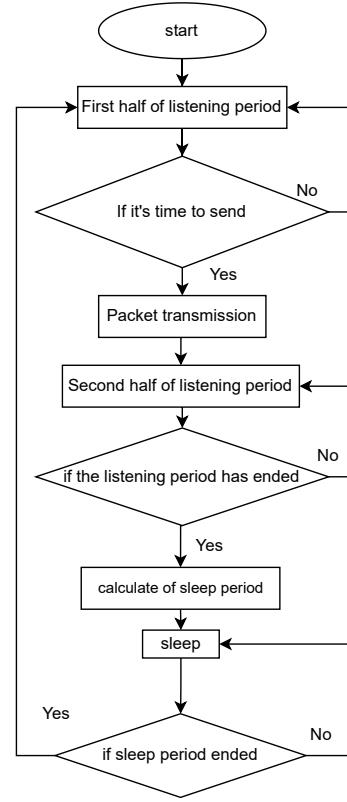 start
First half of listening period
If it's time to send
No
Yes
Packet transmission
Second half of listening period
if the listening period has ended
No
Yes
calculate of sleep period
sleep
Yes
if sleep period ended
No